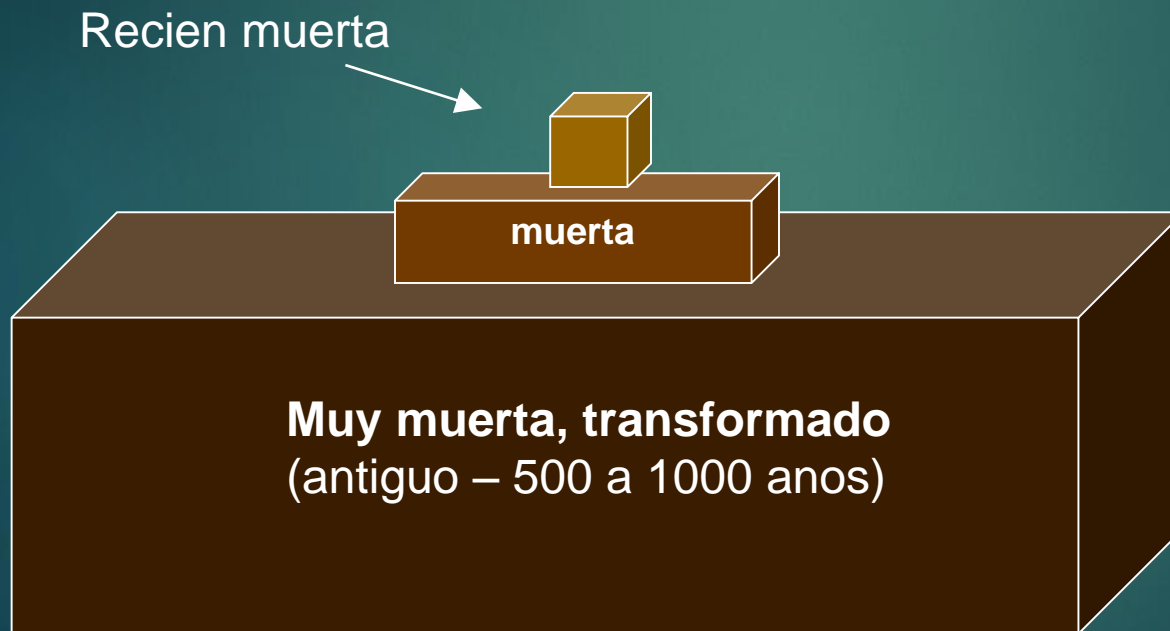 Recien muerta
muerta
Muy muerta, transformado
(antiguo – 500 a 1000 anos)